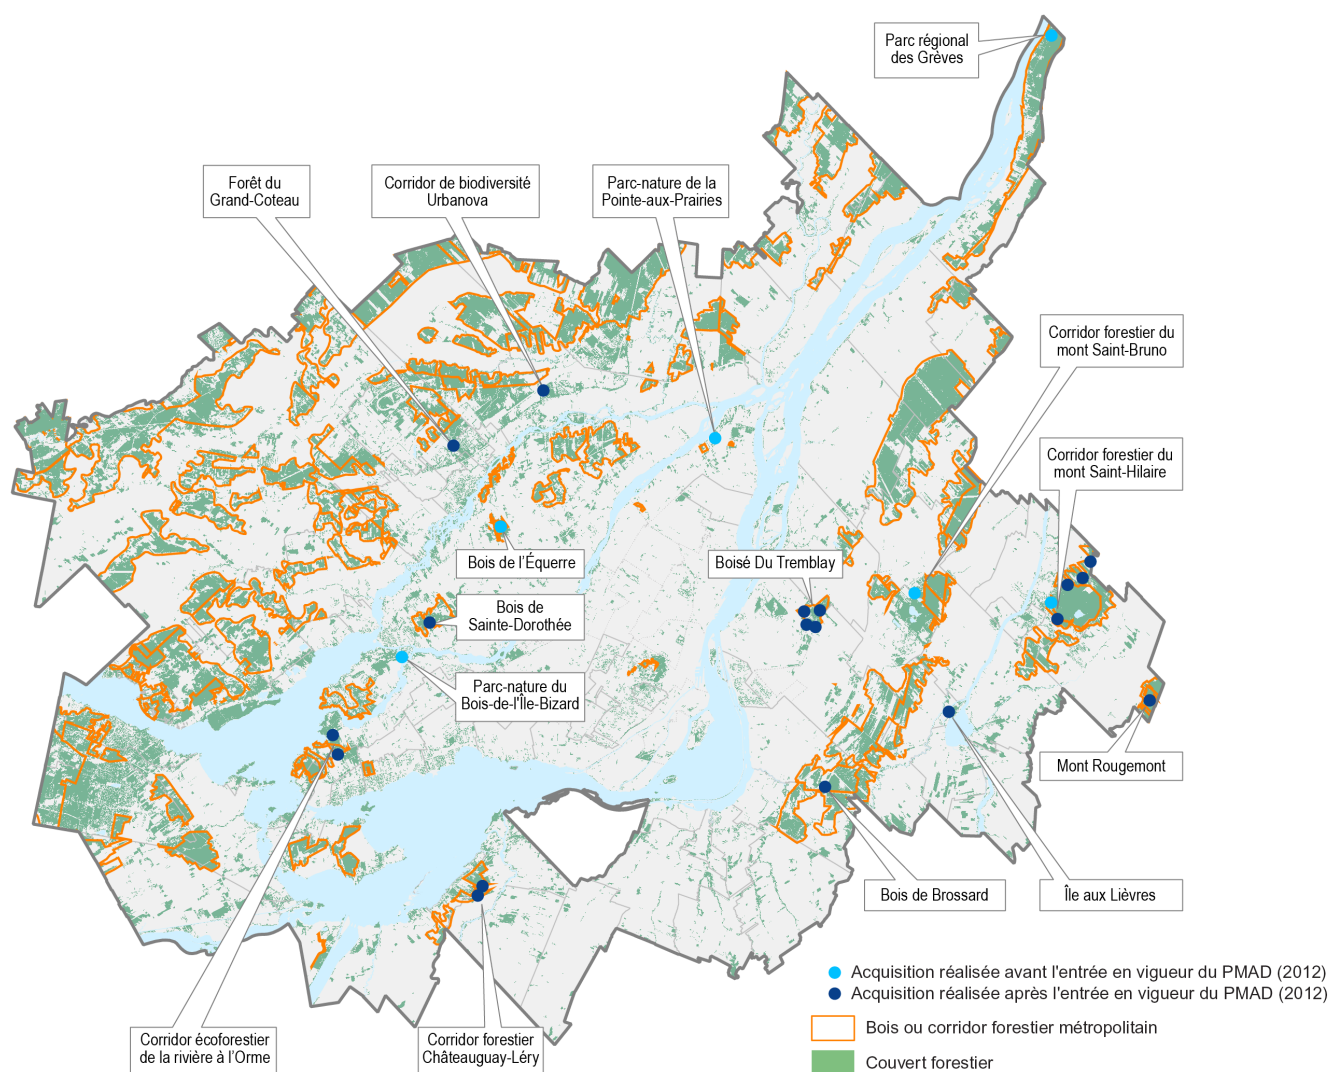 Parc régional
des Grèves
Forêt du
Grand-Coteau
Corridor de biodiversité
Urbanova
Parc-nature de la
Pointe-aux-Prairies
Corridor forestier du
mont Saint-Bruno
Corridor forestier du
mont Saint-Hilaire
Bois de l'Équerre
Boisé Du Tremblay
Bois de
Sainte-Dorothée
Parc-nature du
Bois-de-l'Île-Bizard
Mont Rougemont
Bois de Brossard
Île aux Lièvres
Corridor écoforestier
de la rivière à l'Orme
Corridor forestier
Châteauguay-Léry
Acquisition réalisée avant l'entrée en vigueur du PMAD (2012)
Acquisition réalisée après l'entrée en vigueur du PMAD (2012)
Bois ou corridor forestier métropolitain
Couvert forestier